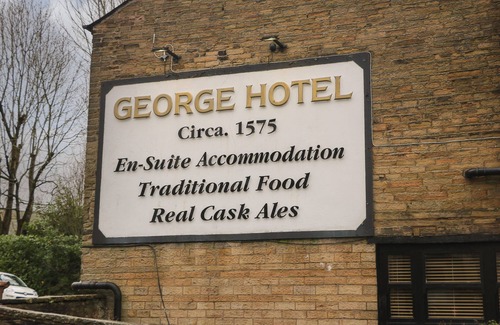 GEORGE HOTEL
Circa. 1575
En-Suite Accommodation
Traditional Food
Real Cask Ales